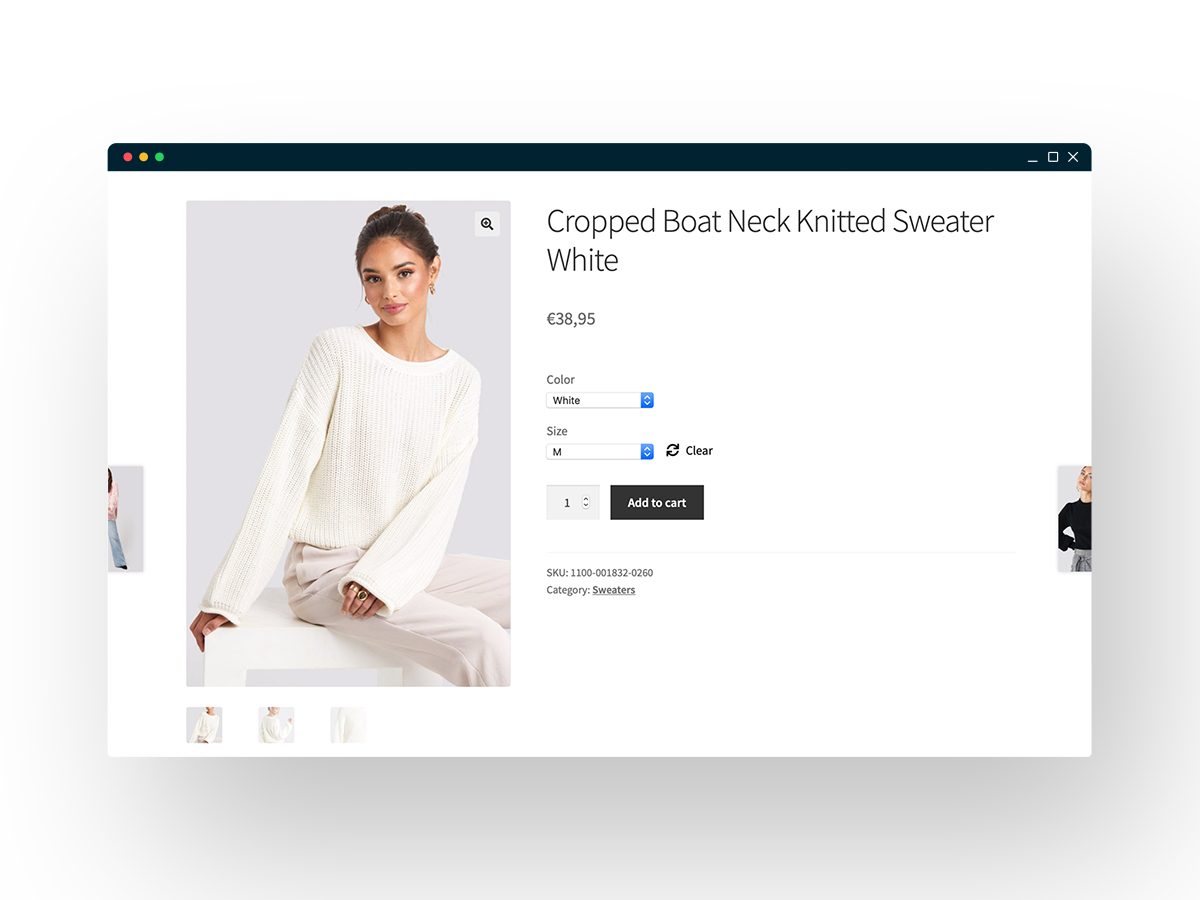 Cropped Boat Neck Knitted Sweater
White
€38,95
Color
White
Size
M
Clear
1
Add to cart
SKU: 1100-001832-0260
Category: Sweaters